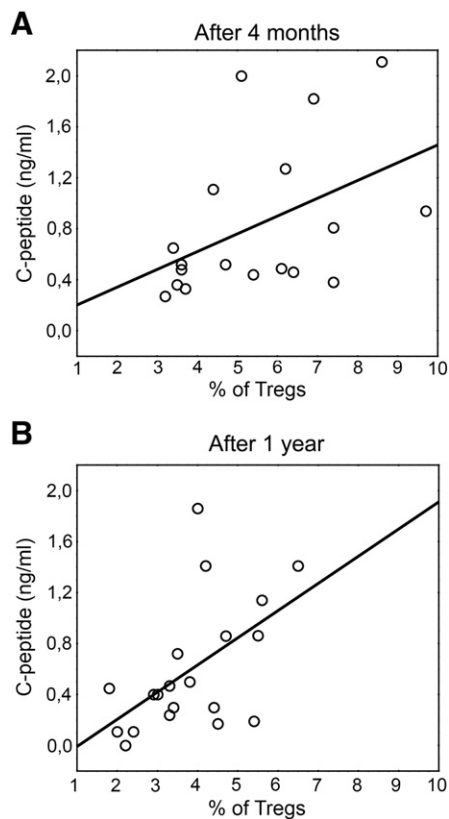 A
After 4 months
C-peptide (ng/ml)
2,0
1,6
1,2
0,8
0,4
0,0
1 2 3 4 5 6 7 8 9 10
% of Tregs
B
After 1 year
C-peptide (ng/ml)
2,0
1,6
1,2
0,8
0,4
0,0
1 2 3 4 5 6 7 8 9 10
% of Tregs